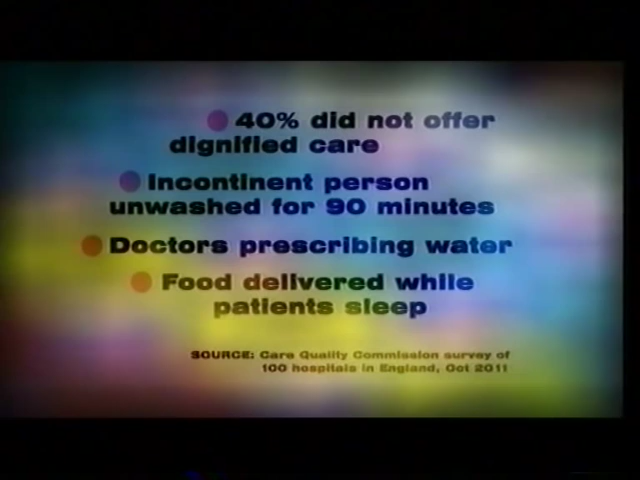 40% did not offer
dignified care
Incontinent person
unwashed for 90 minutes
Doctors prescribing water
Food delivered while
patients sleep
SOURCE: Care Quality Commission survey of
100 hospitals in England, Oct 2011